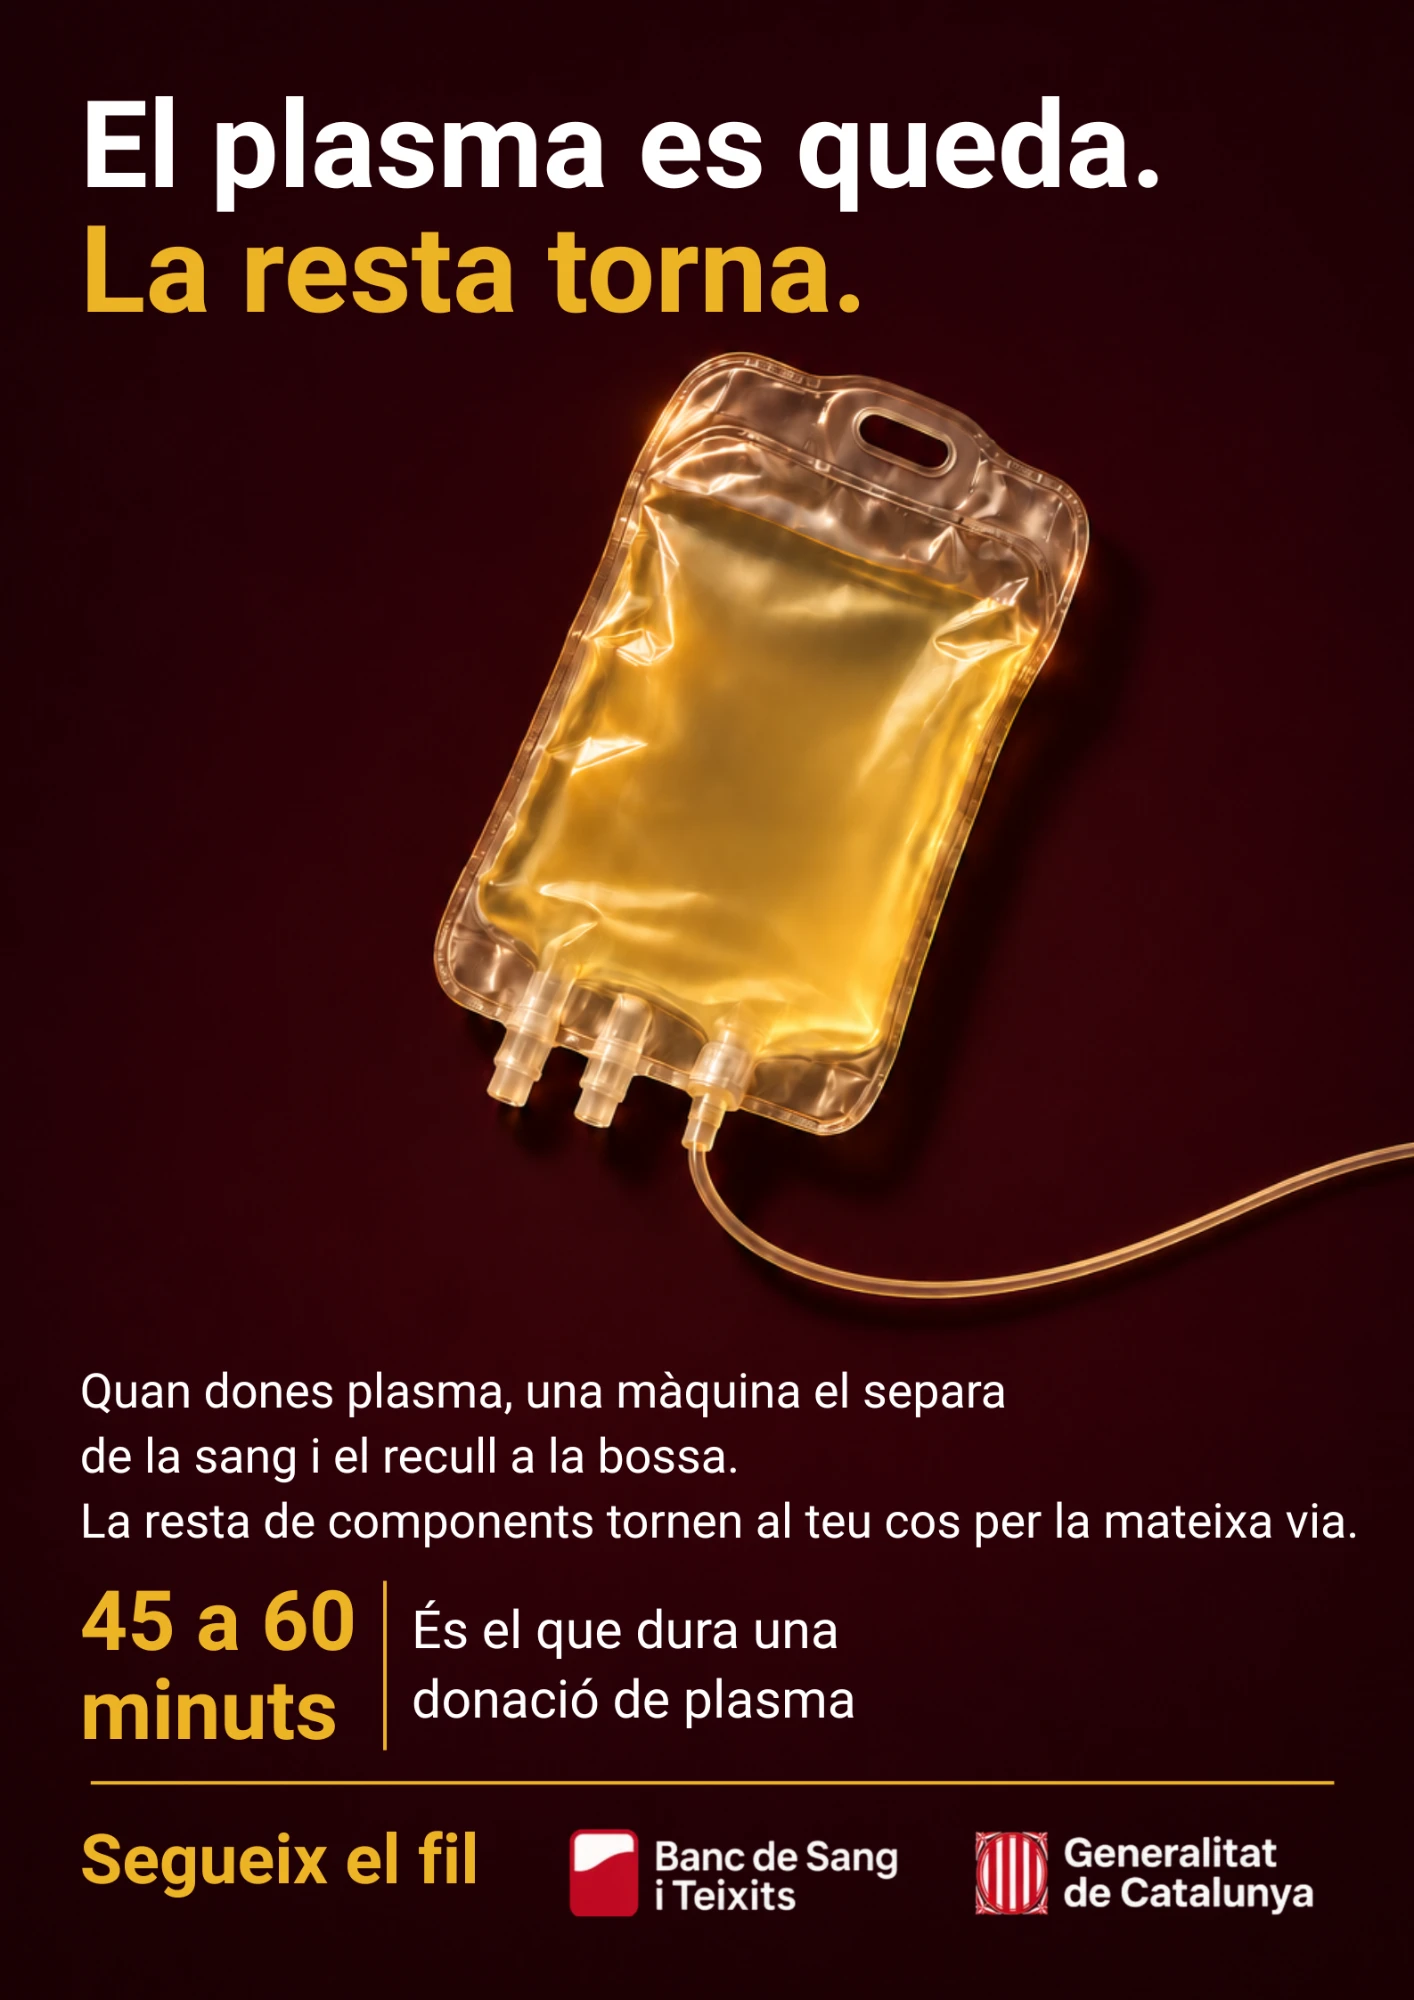 El plasma es queda.
La resta torna.
Quan dones plasma, una màquina el separa
de la sang i el recull a la bossa.
La resta de components tornen al teu cos per la mateixa via.
45 a 60
minuts
És el que dura una
donació de plasma
Segueix el fil
Banc de Sang
i Teixits
Generalitat
de Catalunya